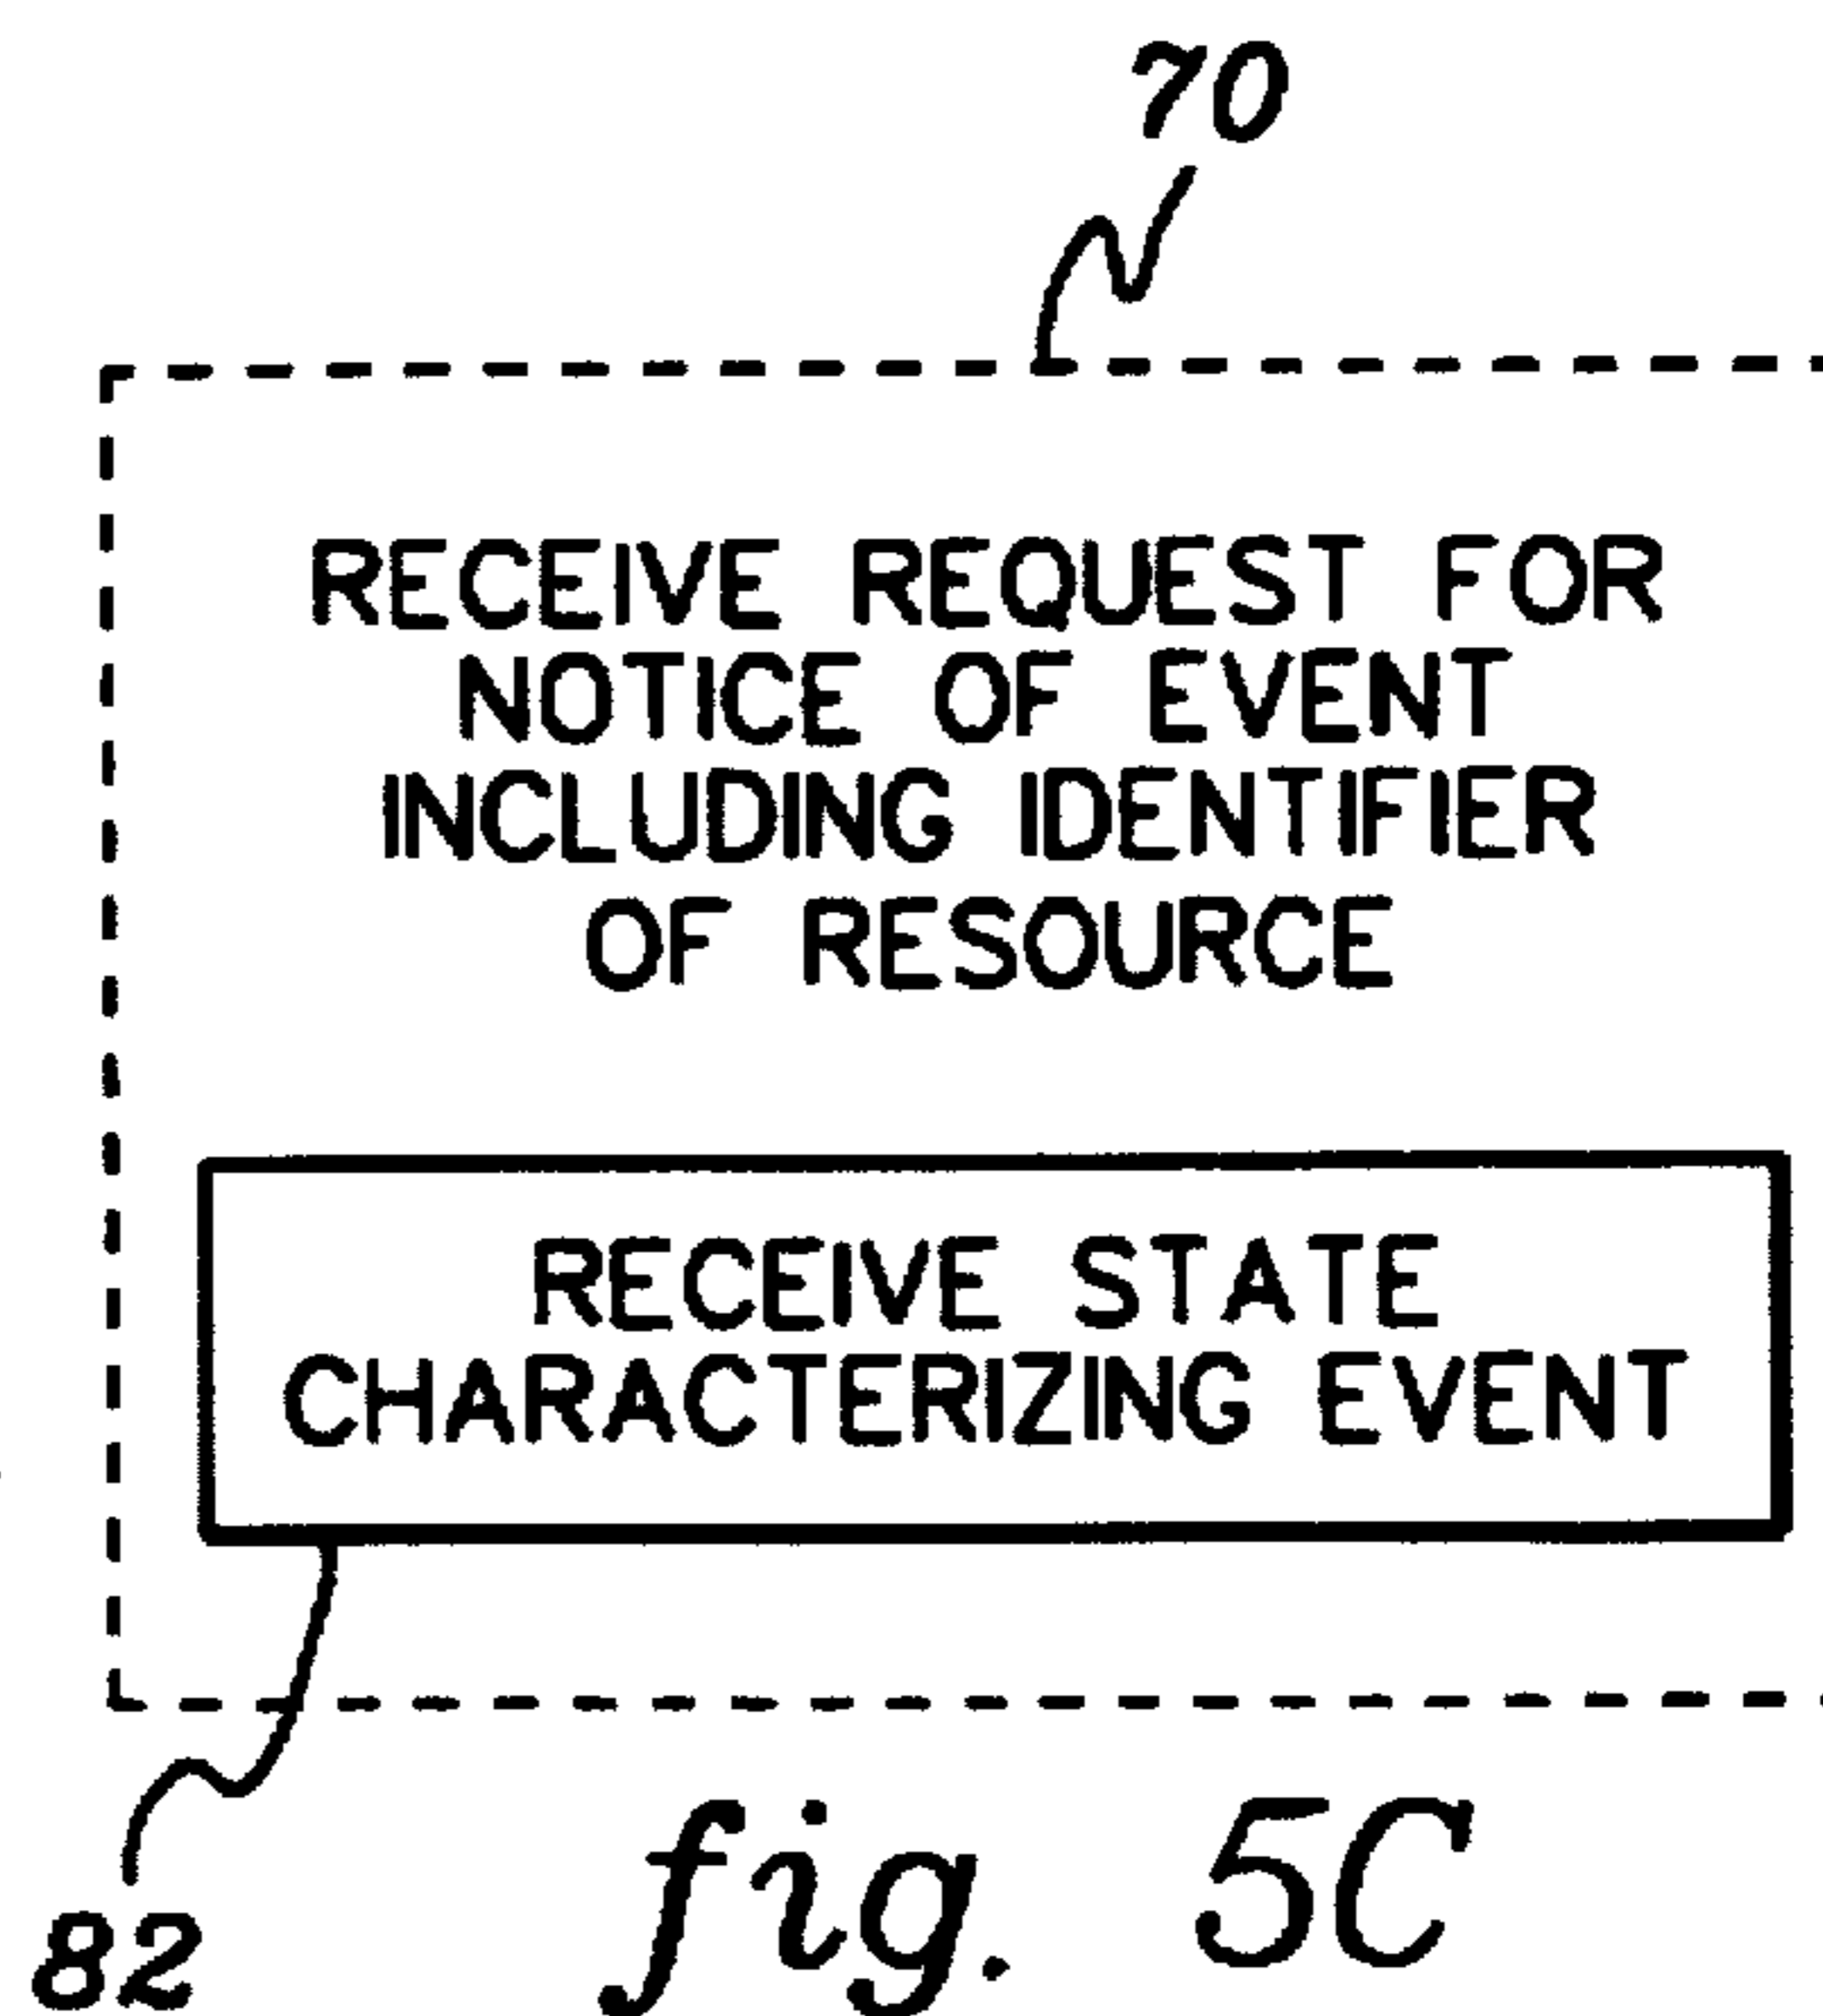 70
RECEIVE REQUEST FOR
NOTICE OF EVENT
INCLUDING IDENTIFIER
OF RESOURCE
RECEIVE STATE
CHARACTERIZING EVENT
82
fig. 5C